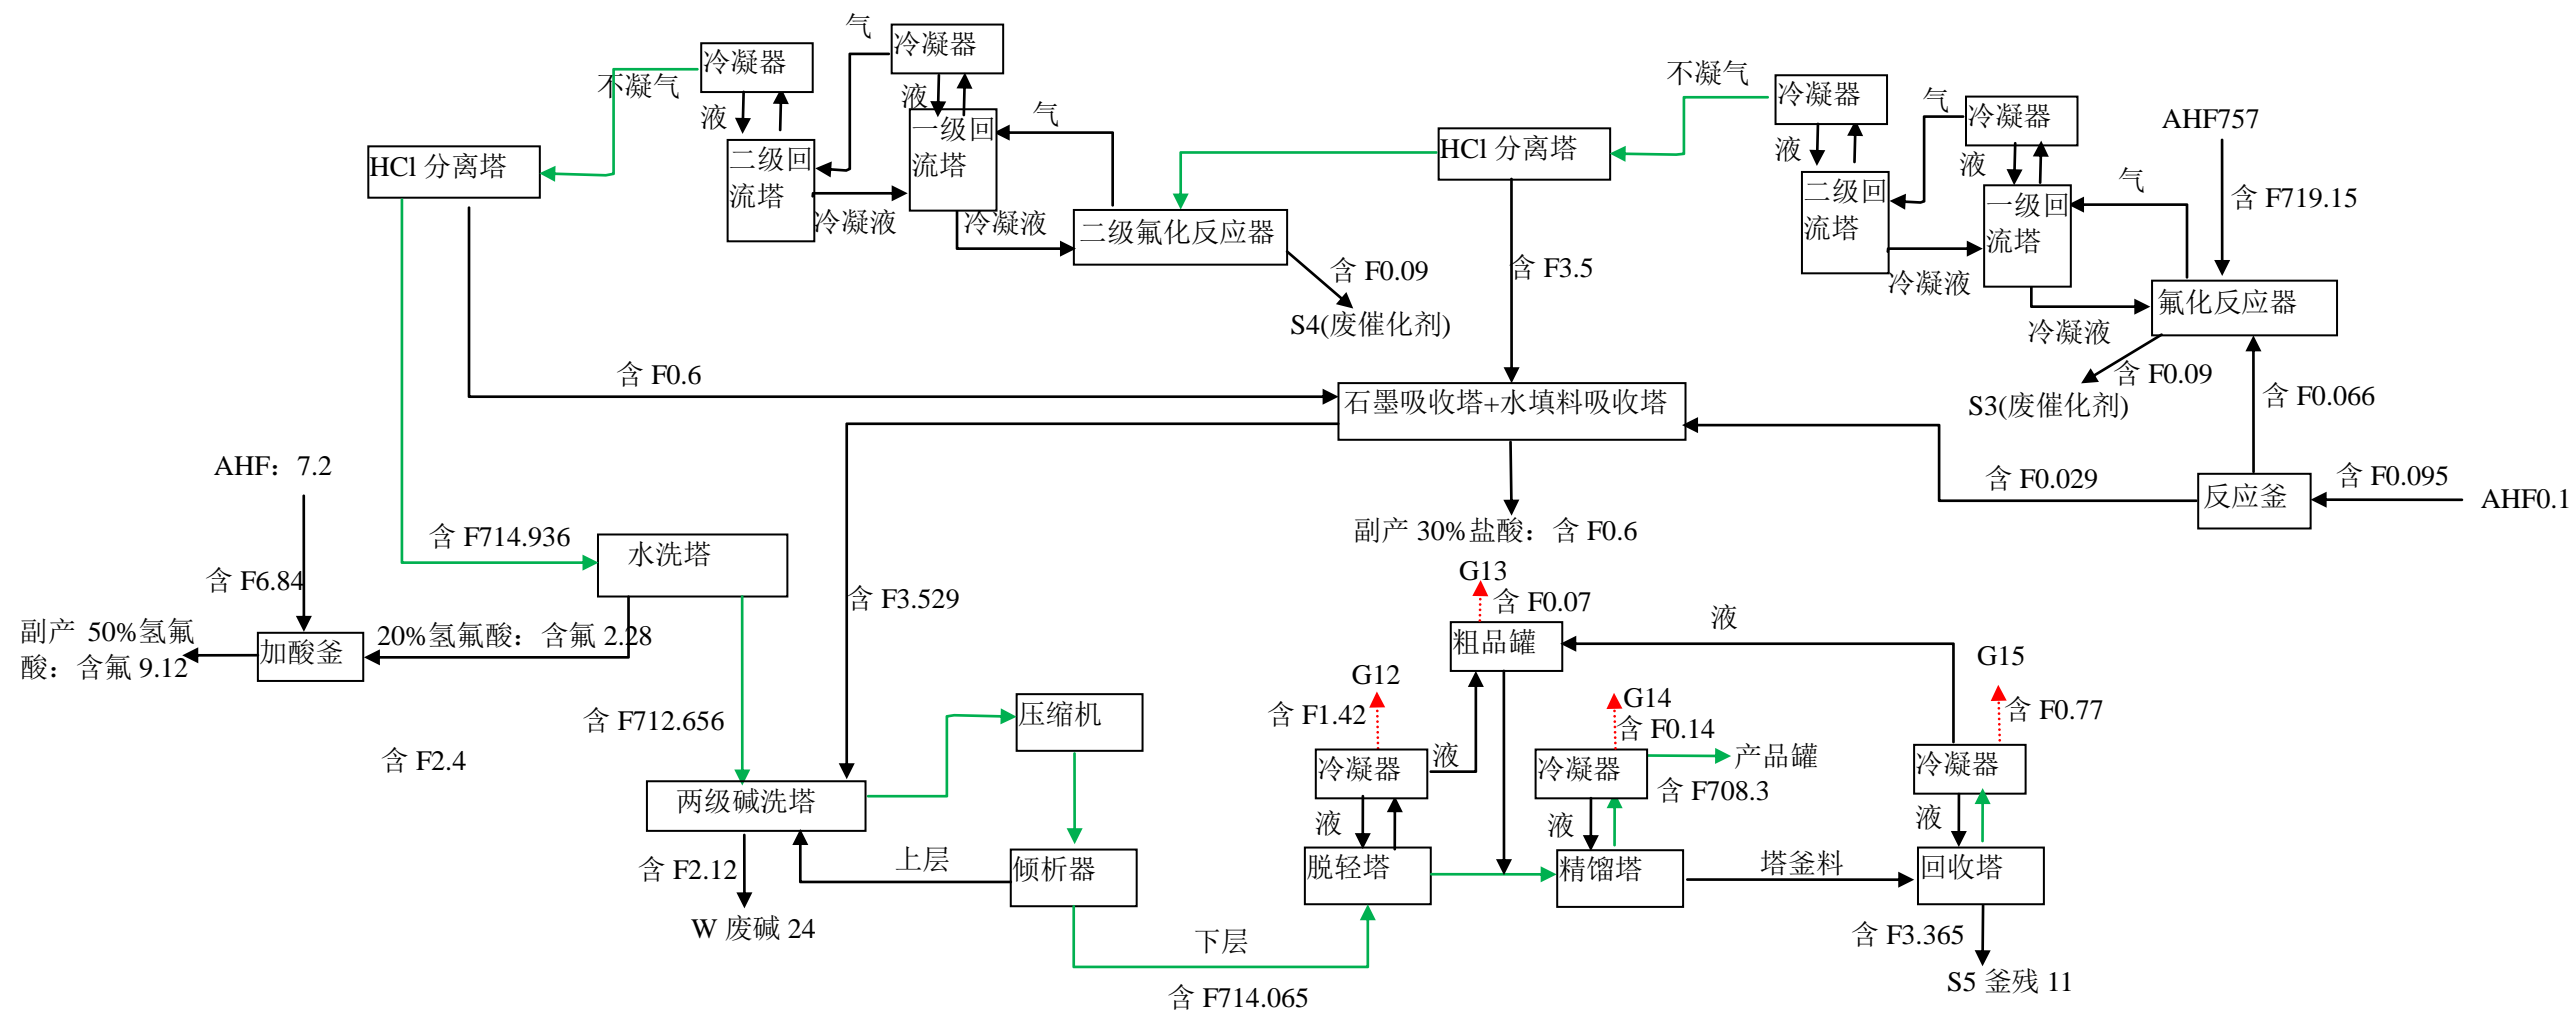 气
冷凝器
冷凝器
不凝气
液
液
气
一级回
流塔
二级回
流塔
冷凝液
冷凝液
HCl 分离塔
二级氟化反应器
含 F0.09
S4(废催化剂)
HCl 分离塔
不凝气
冷凝器
气
冷凝器
液
液
二级回
流塔
一级回
流塔
气
冷凝液
冷凝液
AHF757
含 F719.15
氟化反应器
含 F0.09
S3(废催化剂)
含 F0.066
含 F3.5
含 F0.6
石墨吸收塔+水填料吸收塔
含 F0.029
反应釜
含 F0.095
AHF0.1
副产 30%盐酸：含 F0.6
AHF：7.2
含 F714.936
水洗塔
含 F6.84
副产 50%氢氟
酸：含氟 9.12
加酸釜
20%氢氟酸：含氟 2.28
含 F3.529
含 F712.656
含 F2.4
压缩机
两级碱洗塔
含 F2.12
W 废碱 24
上层
倾析器
下层
含 F714.065
G13
含 F0.07
粗品罐
液
G12
含 F1.42
冷凝器
液
液
脱轻塔
G14
含 F0.14
冷凝器
产品罐
含 F708.3
液
精馏塔
塔釜料
G15
含 F0.77
冷凝器
液
回收塔
含 F3.365
S5 釜残 11